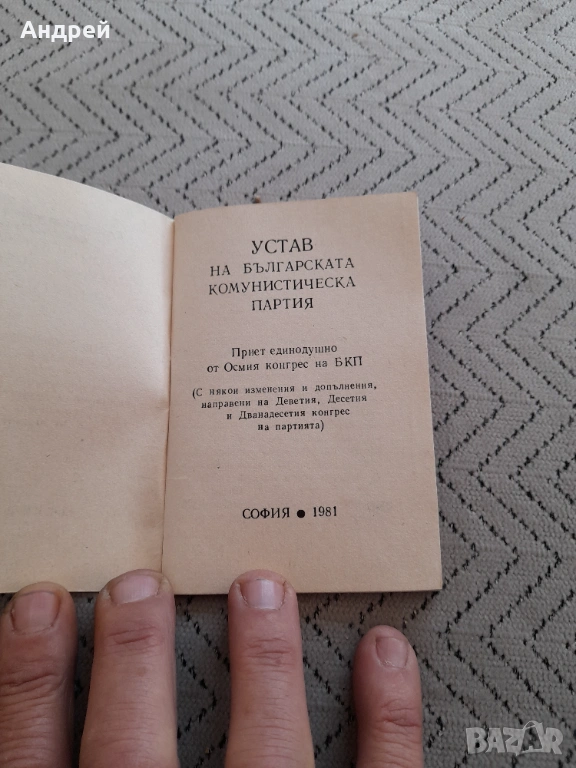 Андрей
УСТАВ
НА БЪЛГАРСКАТА
КОМУНИСТИЧЕСКА
ПАРТИЯ
Приет единодушно
от Осмия конгрес на БКП
(С някои изменения и допълнения,
направени на Деветия, Десетия
и Дванадесетия конгрес
на партията)
СОФИЯ ● 1981
BAZAR